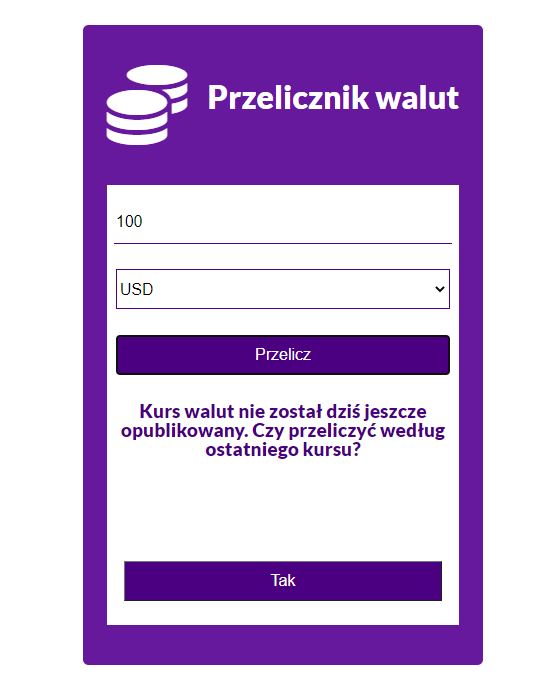 Przelicznik walut
100
USD
Przelicz
Kurs walut nie został dziś jeszcze
opublikowany. Czy przeliczyć według
ostatniego kursu?
Tak